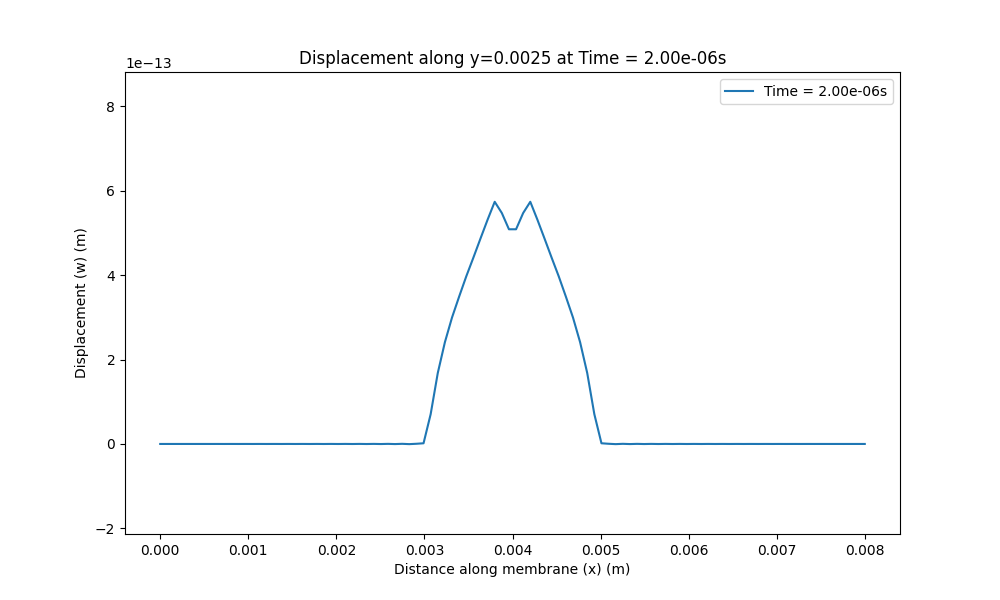 Displacement along y=0.0025 at Time = 2.00e-06s
1e−13
Time = 2.00e-06s
8
6
4
2
0
−2
Displacement (w) (m)
0.000 0.001 0.002 0.003 0.004 0.005 0.006 0.007 0.008
Distance along membrane (x) (m)